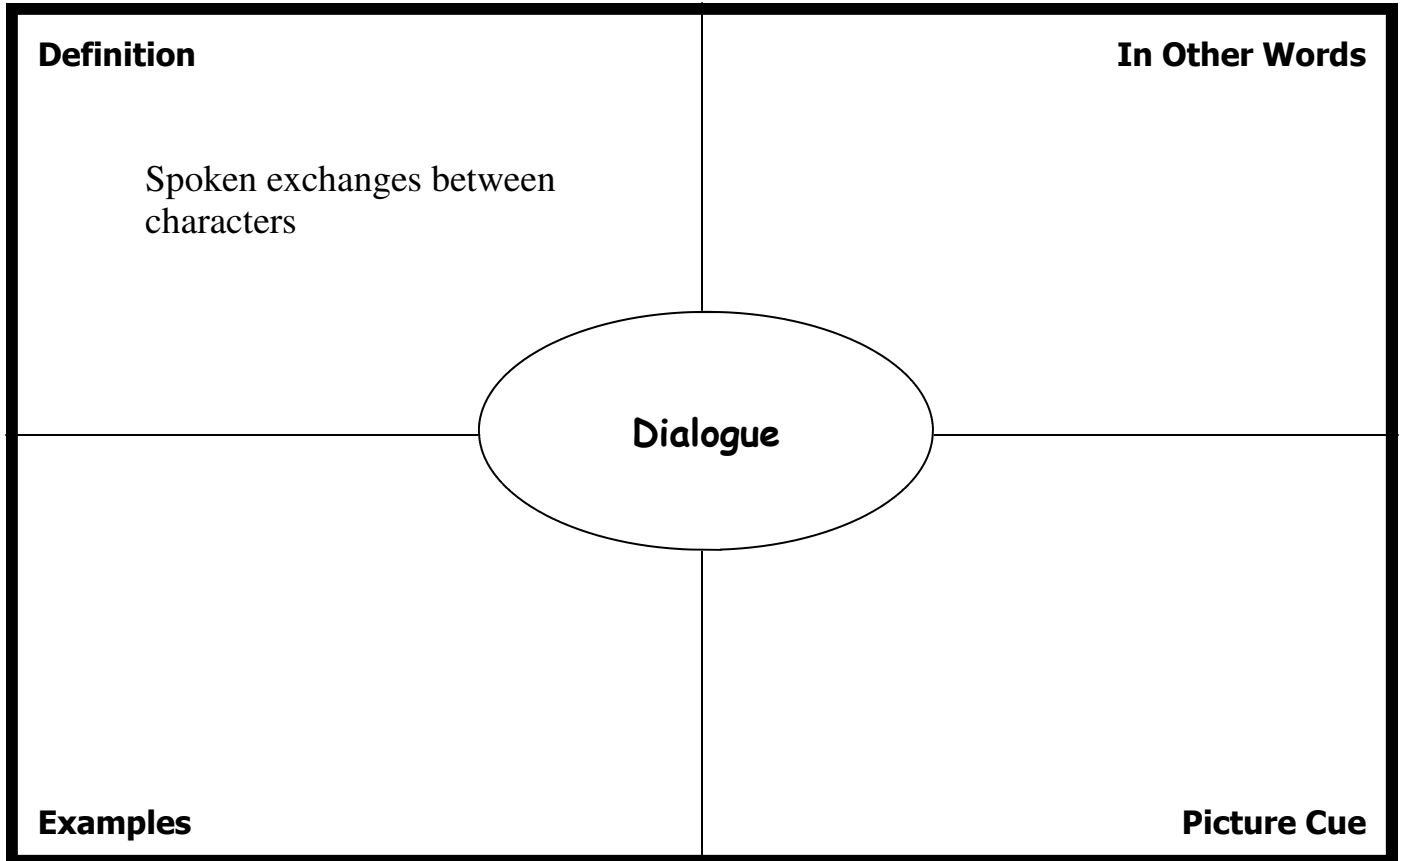 Definition
In Other Words
Spoken exchanges between
characters
Dialogue
Examples
Picture Cue